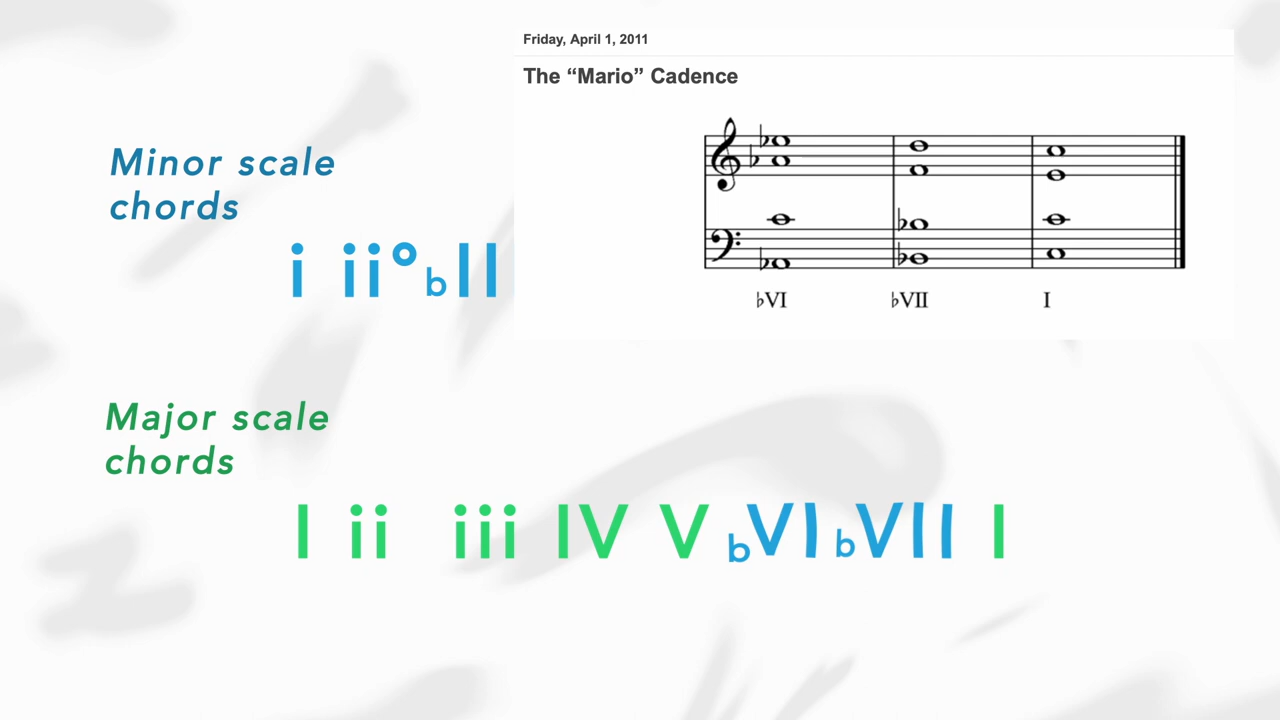 Friday, April 1, 2011
The “Mario” Cadence
♭VI ♭VII I
Minor scale
chords
i ii° ♭II
Major scale
chords
I ii iii IV V ♭VI ♭VII I